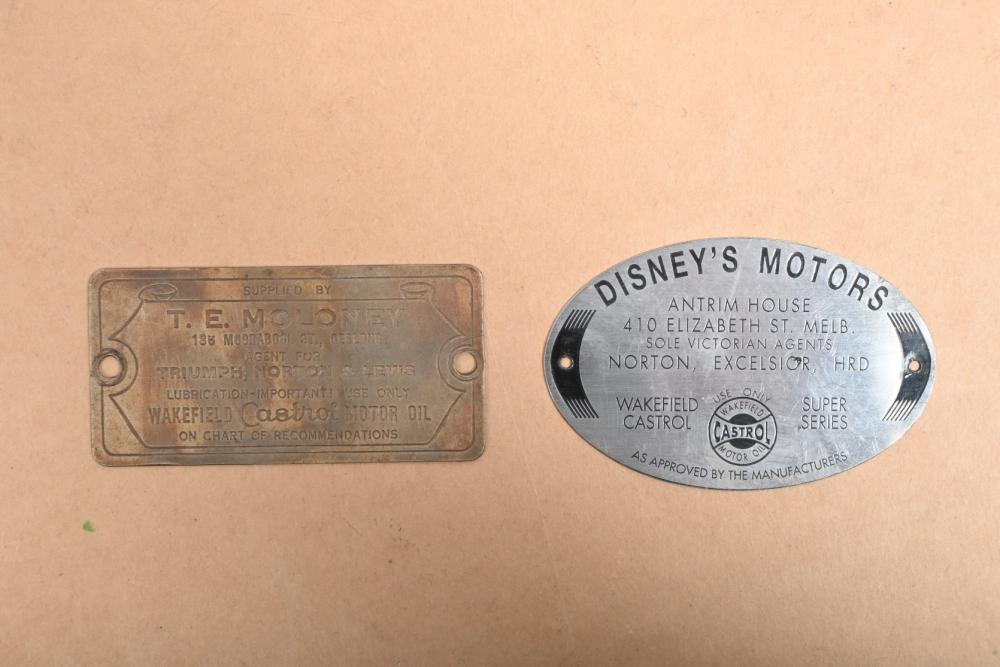 SUPPLIED BY
T. E. MOLONEY
AGENT FOR
TRIUMPH, NORTON & LEWIS
LUBRICATION-IMPORTANT! USE ONLY
WAKEFIELD Castrol MOTOR OIL
ON CHART OF RECOMMENDATIONS
DISNEY'S MOTORS
ANTRIM HOUSE
410 ELIZABETH ST. MELB.
SOLE VICTORIAN AGENTS
NORTON, EXCELSIOR, HRD
WAKEFIELD
CASTROL
USE ONLY
WAKEFIELD
CASTROL
MOTOR OIL
SUPER
SERIES
AS APPROVED BY THE MANUFACTURERS